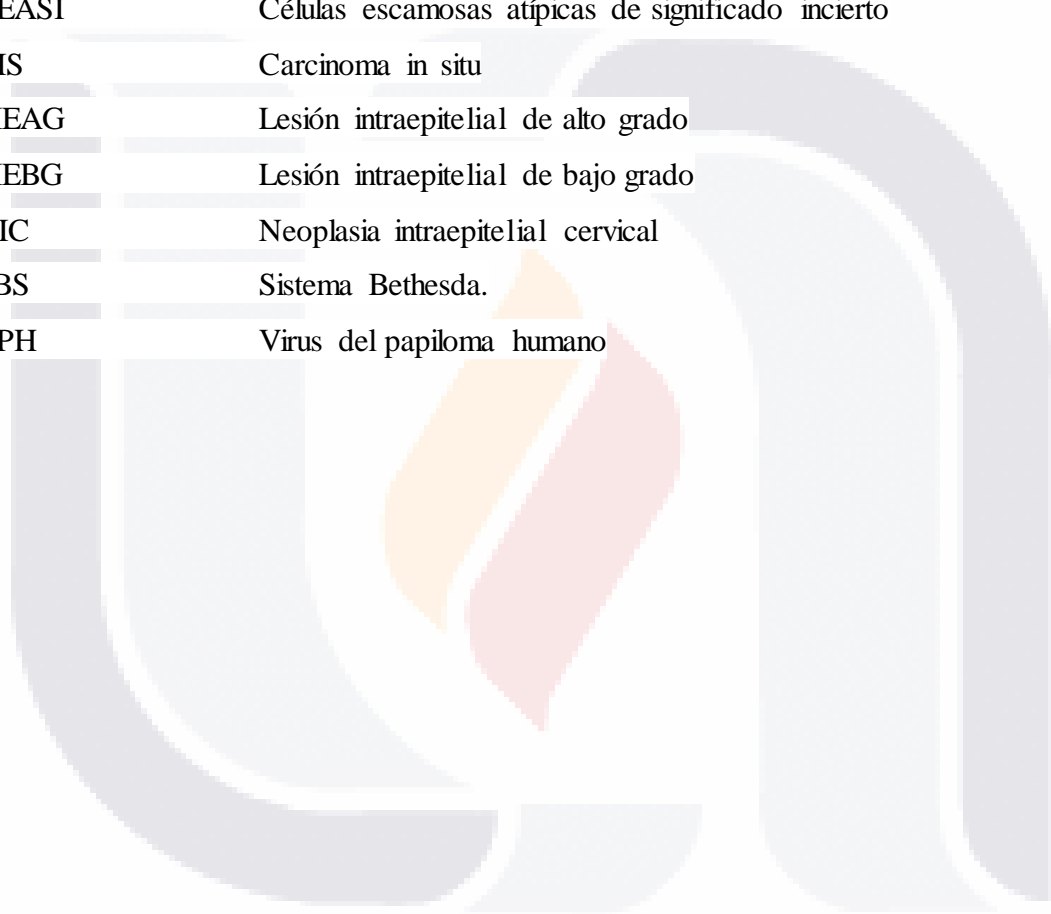 EASI Células escamosas atípicas de significado incierto
IS Carcinoma in situ
EAG Lesión intraepitelial de alto grado
EBG Lesión intraepitelial de bajo grado
IC Neoplasia intraepitelial cervical
BS Sistema Bethesda.
PH Virus del papiloma humano